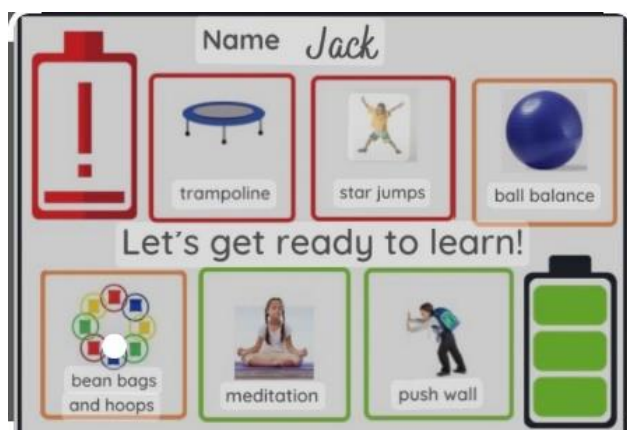 Name Jack
trampoline
star jumps
ball balance
Let's get ready to learn!
bean bags
and hoops
meditation
push wall